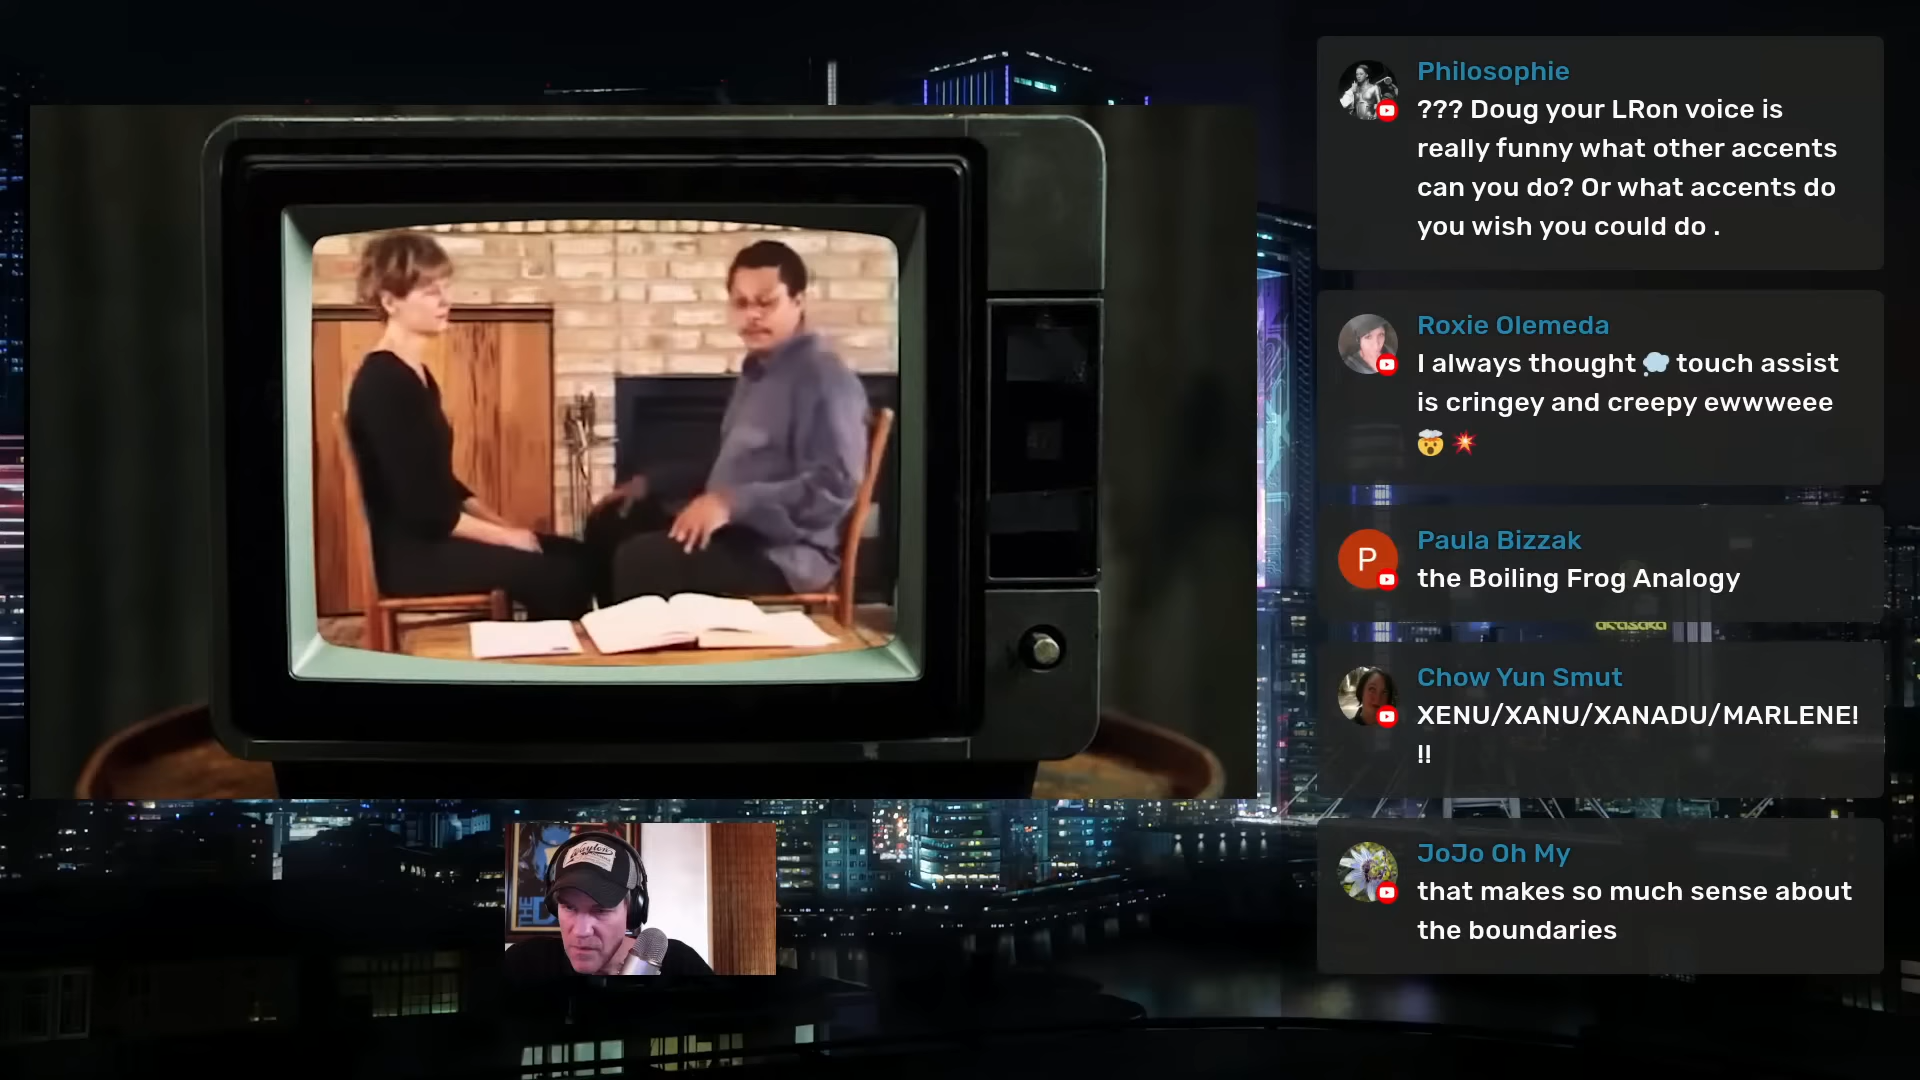 Philosophie
??? Doug your LRon voice is
really funny what other accents
can you do? Or what accents do
you wish you could do .
Roxie Olemeda
I always thought 💭 touch assist
is cringey and creepy ewwweee
🤯 💥
P
Paula Bizzak
the Boiling Frog Analogy
arasaka
Chow Yun Smut
XENU/XANU/XANADU/MARLENE!
!!
JoJo Oh My
that makes so much sense about
the boundaries
THE